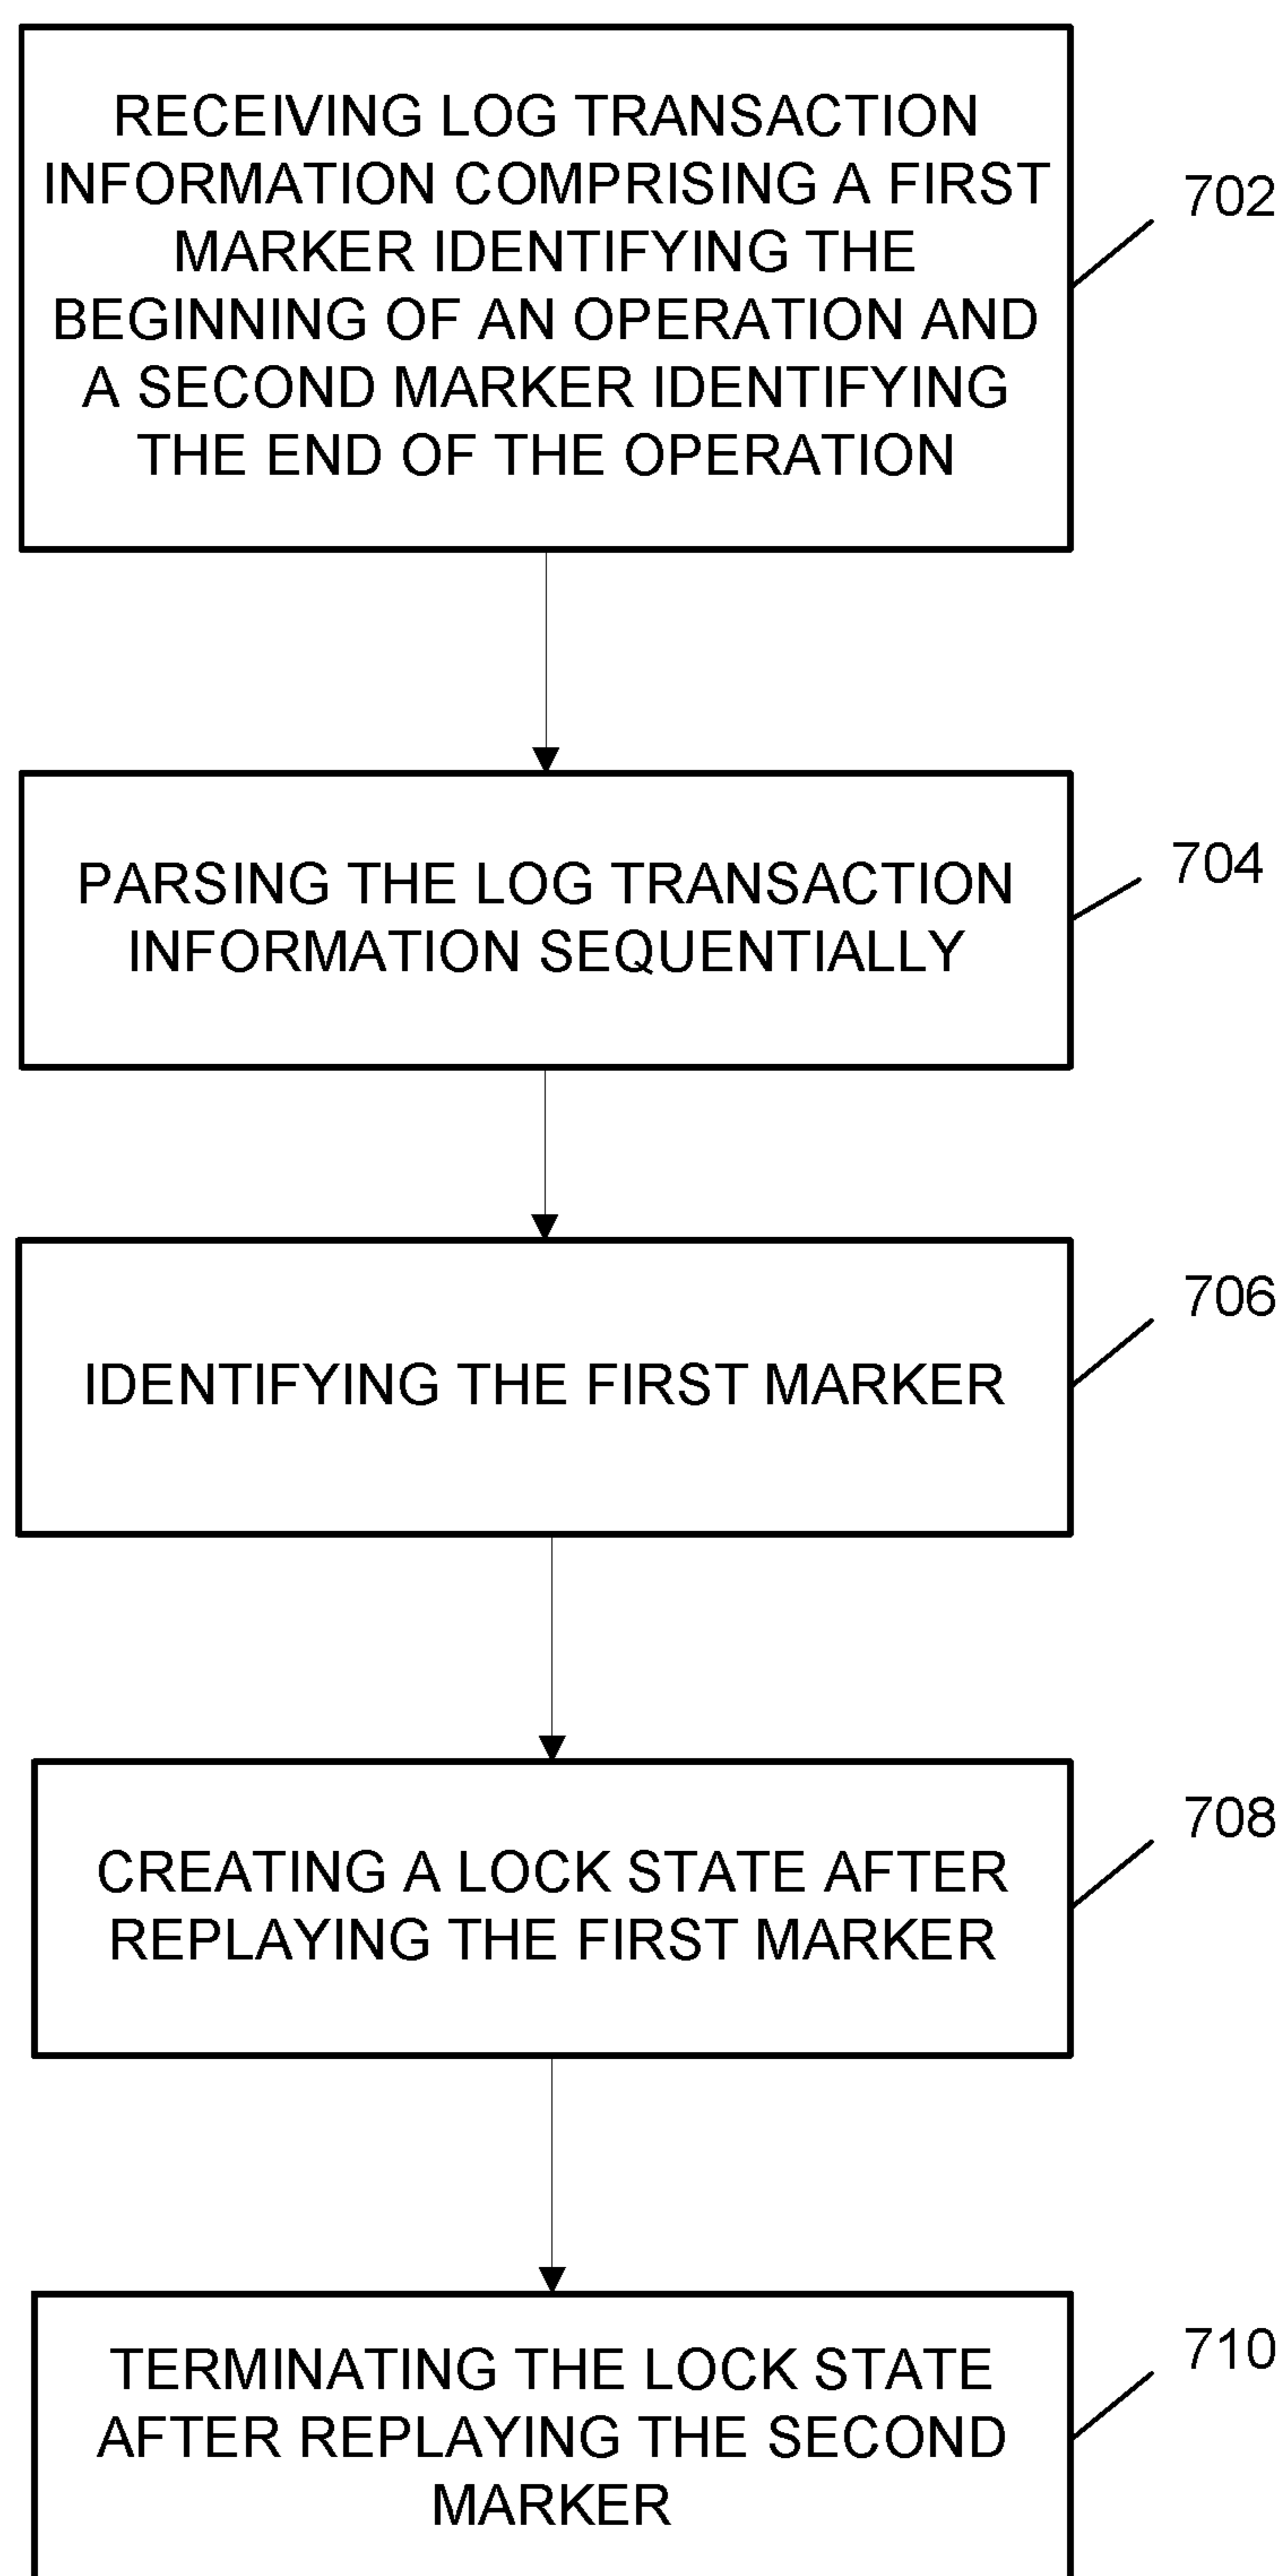 RECEIVING LOG TRANSACTION
INFORMATION COMPRISING A FIRST
MARKER IDENTIFYING THE
BEGINNING OF AN OPERATION AND
A SECOND MARKER IDENTIFYING
THE END OF THE OPERATION
702
PARSING THE LOG TRANSACTION
INFORMATION SEQUENTIALLY
704
IDENTIFYING THE FIRST MARKER
706
CREATING A LOCK STATE AFTER
REPLAYING THE FIRST MARKER
708
TERMINATING THE LOCK STATE
AFTER REPLAYING THE SECOND
MARKER
710